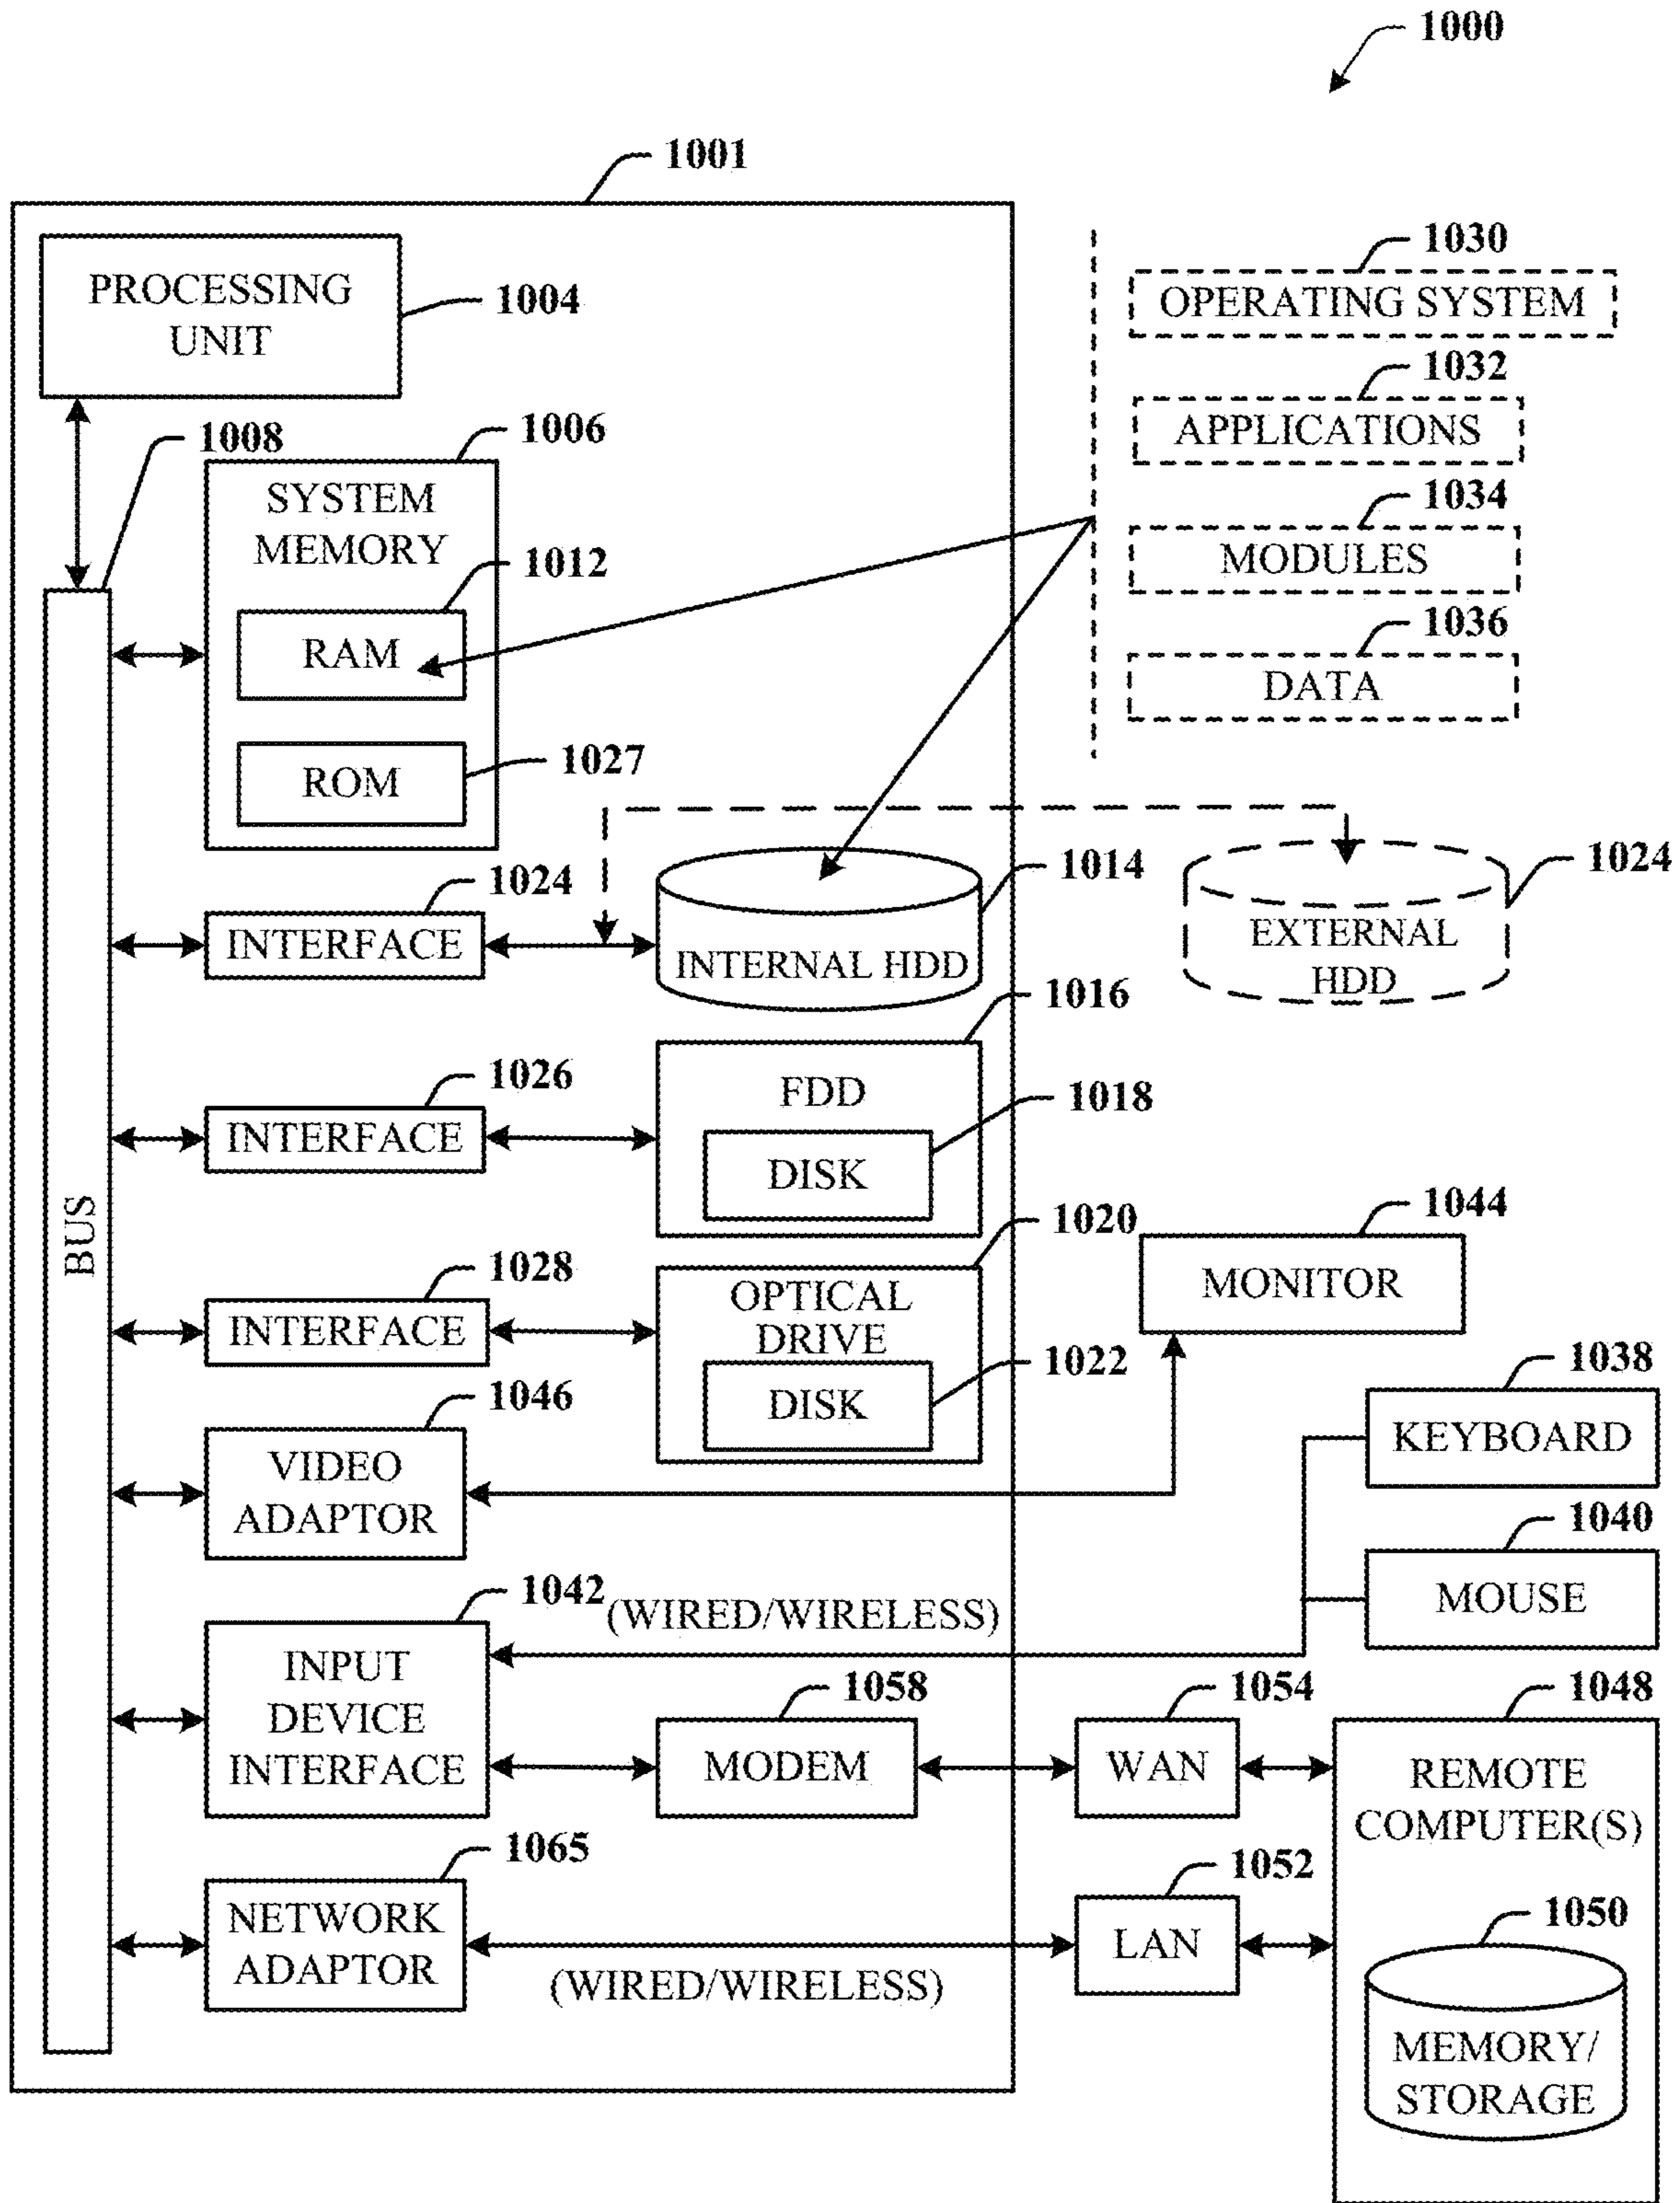 1000
1001
PROCESSING
UNIT
1004
1030
OPERATING SYSTEM
1032
APPLICATIONS
1034
MODULES
1036
DATA
1008
1006
SYSTEM
MEMORY
1012
RAM
1027
ROM
1024
INTERFACE
1014
INTERNAL HDD
1024
EXTERNAL
HDD
1026
INTERFACE
1016
FDD
1018
DISK
BUS
1028
INTERFACE
1020
OPTICAL
DRIVE
1022
DISK
1044
MONITOR
1046
VIDEO
ADAPTOR
1038
KEYBOARD
1040
MOUSE
1042
(WIRED/WIRELESS)
INPUT
DEVICE
INTERFACE
1058
MODEM
1054
WAN
1048
REMOTE
COMPUTER(S)
1065
NETWORK
ADAPTOR
(WIRED/WIRELESS)
1052
LAN
1050
MEMORY/
STORAGE